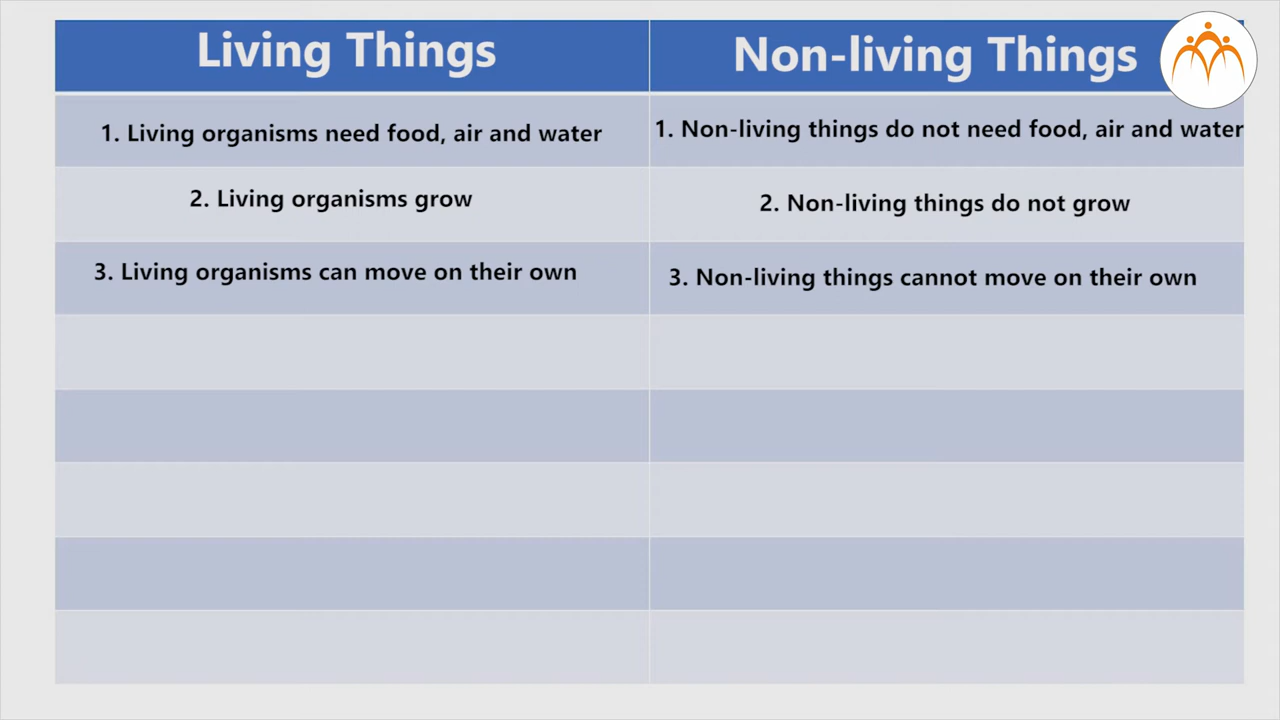 Living Things
Non-living Things
1. Living organisms need food, air and water
1. Non-living things do not need food, air and water
2. Living organisms grow
2. Non-living things do not grow
3. Living organisms can move on their own
3. Non-living things cannot move on their own